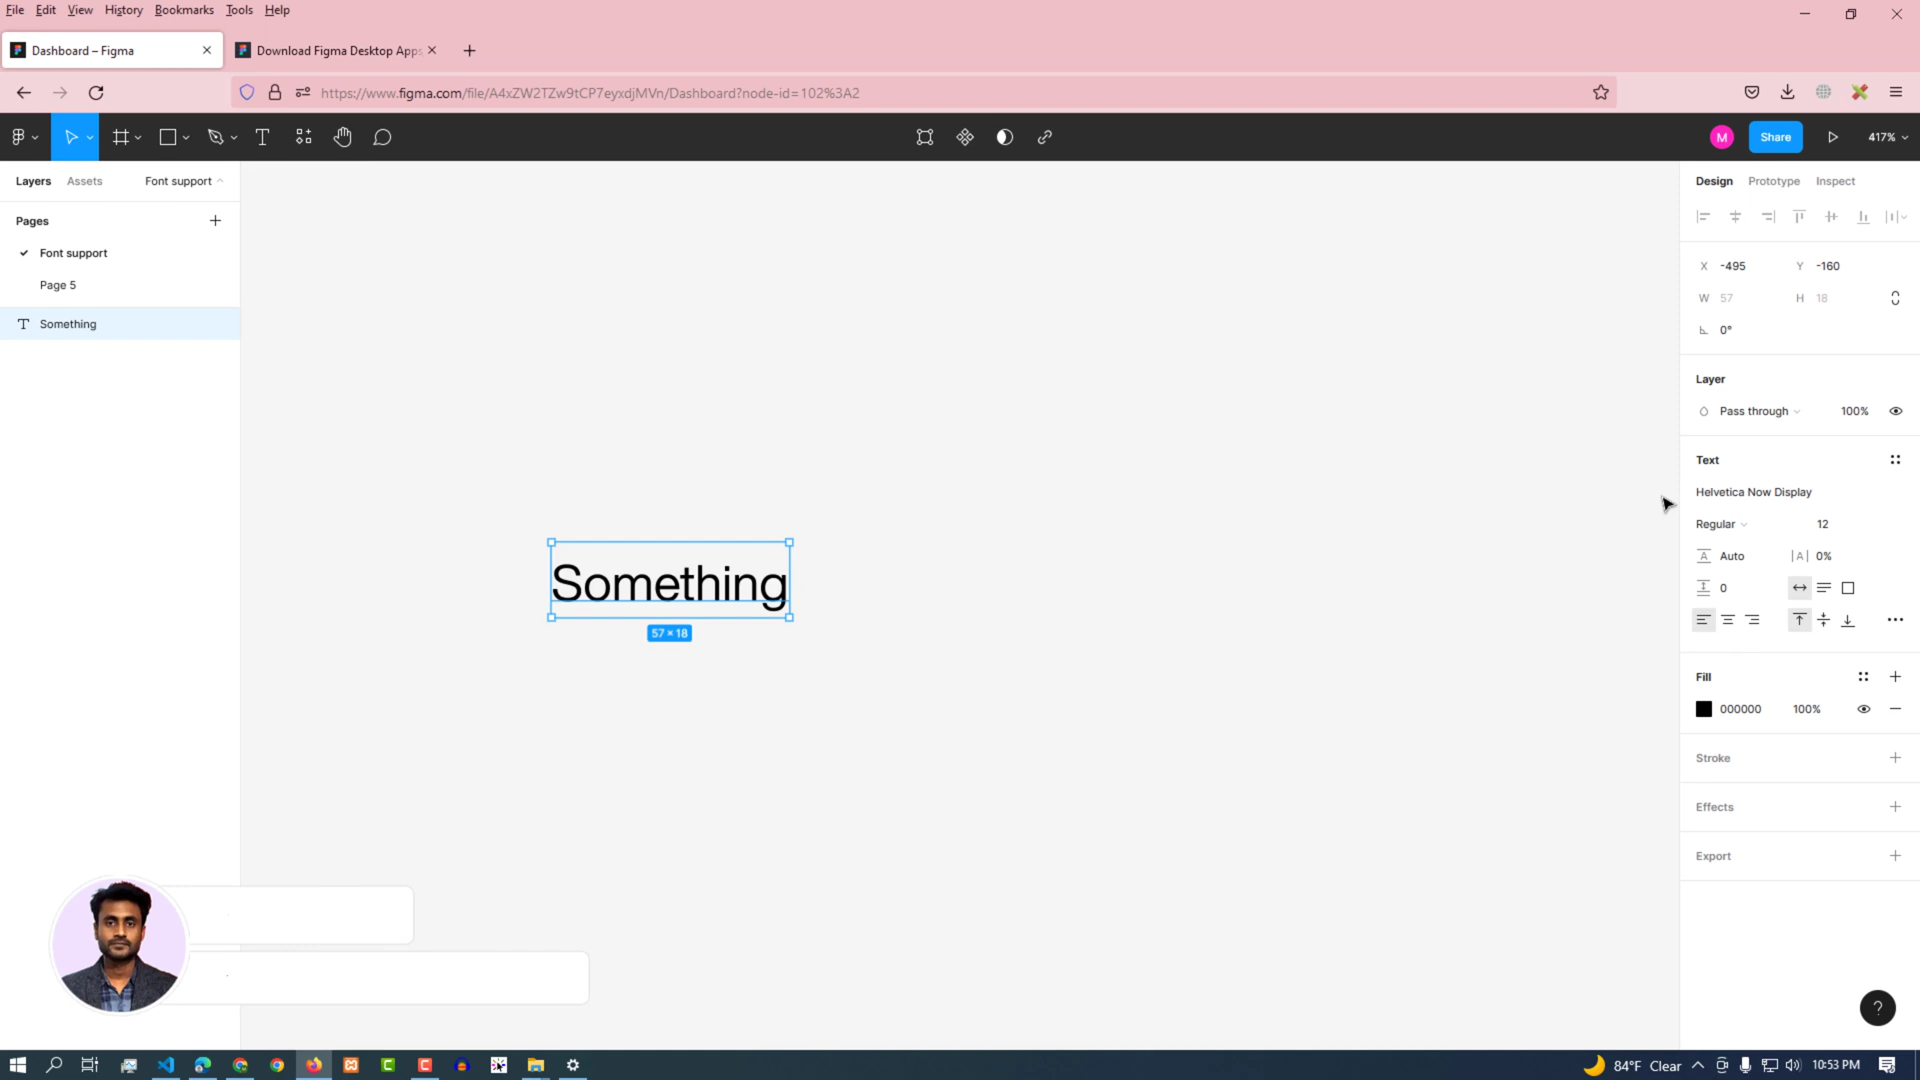 File Edit View History Bookmarks Tools Help
Dashboard – Figma
Download Figma Desktop Apps
https://www.figma.com/file/A4xZW2TZw9tCP7eyxdjMVn/Dashboard?node-id=102%3A2
M
Share
417%
Layers Assets Font support
Design Prototype Inspect
Pages
Font support
Page 5
Something
X -495 Y -160
W 57 H 18
0°
Layer
Pass through 100%
Text
Helvetica Now Display
Regular 12
Auto |A| 0%
0
Something
57 × 18
Fill
000000 100%
Stroke
Effects
Export
?
84°F Clear 10:53 PM